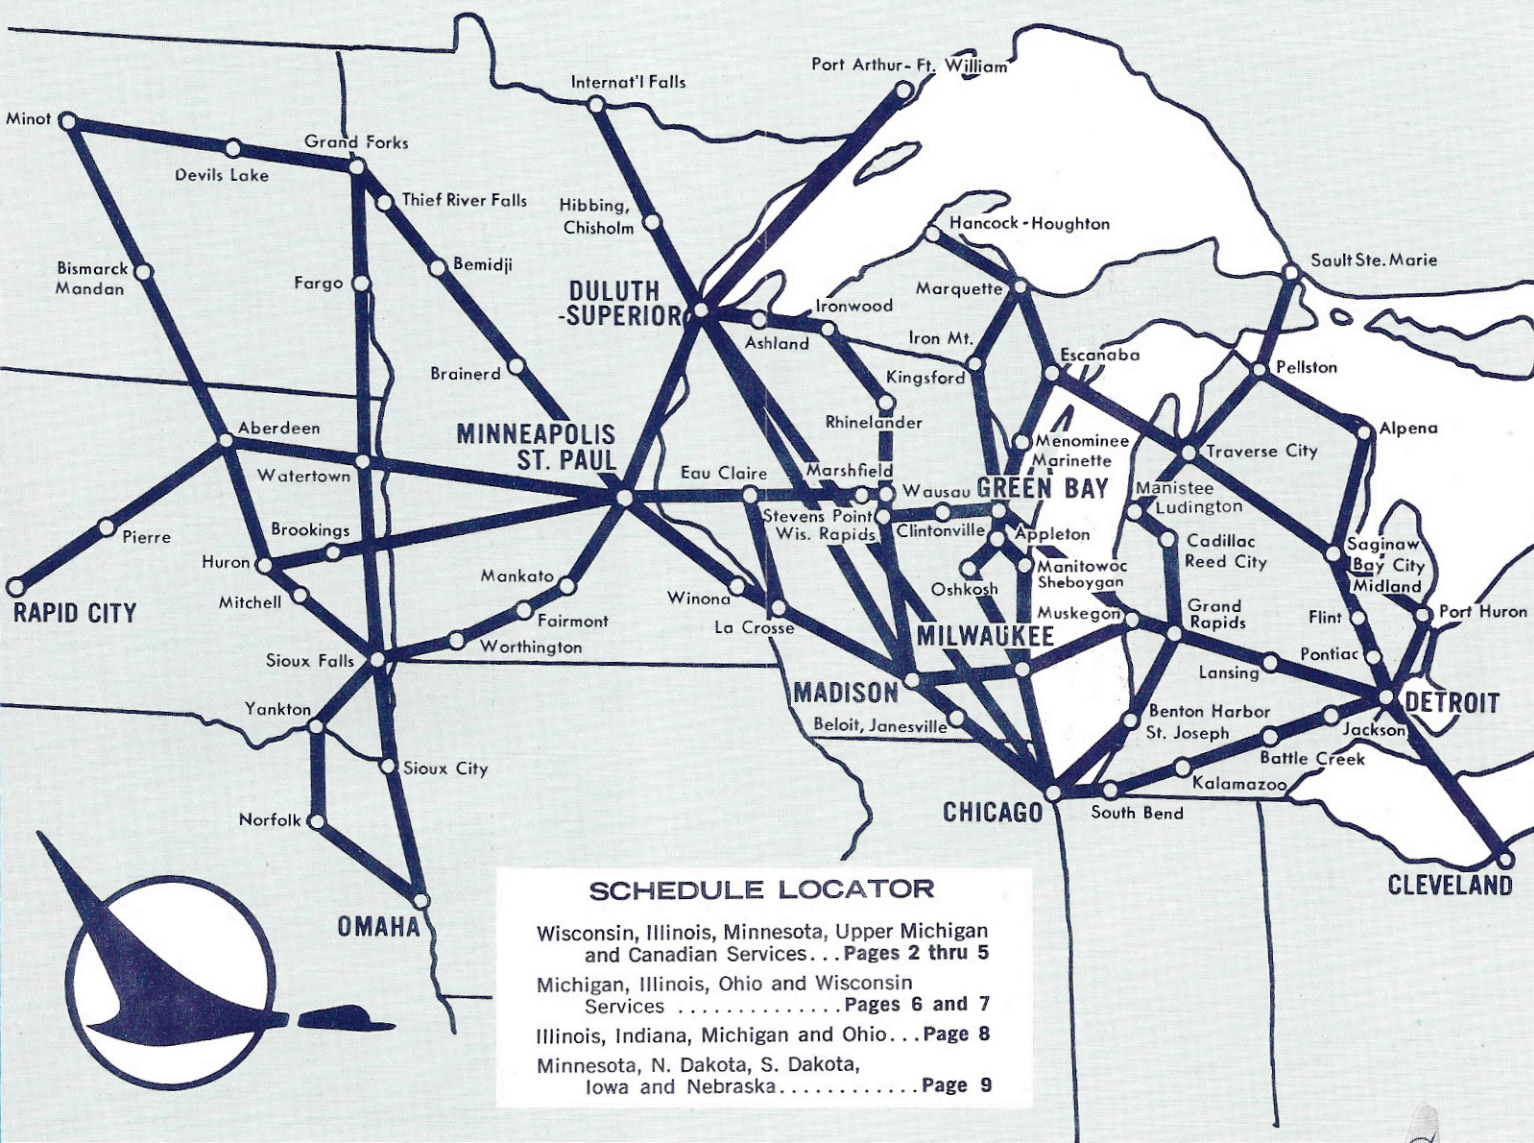 Port Arthur - Ft. William
Internat'l Falls
Minot
Grand Forks
Devils Lake
Thief River Falls
Hibbing,
Chisholm
Hancock - Houghton
Bismarck
Mandan
Bemidji
Fargo
Sault Ste. Marie
DULUTH
-SUPERIOR
Marquette
Ironwood
Ashland
Iron Mt.
Kingsford
Escanaba
Brainerd
Pellston
Rhinelander
Aberdeen
MINNEAPOLIS
ST. PAUL
Menominee
Marinette
Alpena
Traverse City
Watertown
Eau Claire
Marshfield
Wausau
GREEN BAY
Manistee
Ludington
Stevens Point
Wis. Rapids
Clintonville
Appleton
Pierre
Brookings
Huron
Cadillac
Reed City
Saginaw
Bay City
Midland
Manitowoc
Sheboygan
Oshkosh
Mankato
Winona
Mitchell
RAPID CITY
Fairmont
La Crosse
Muskegon
Grand
Rapids
Flint
Port Huron
MILWAUKEE
Worthington
Sioux Falls
Lansing
Pontiac
MADISON
DETROIT
Yankton
Beloit, Janesville
Benton Harbor
St. Joseph
Jackson
Battle Creek
Sioux City
Kalamazoo
CHICAGO
South Bend
Norfolk
CLEVELAND
OMAHA
SCHEDULE LOCATOR
Wisconsin, Illinois, Minnesota, Upper Michigan
and Canadian Services...Pages 2 thru 5
Michigan, Illinois, Ohio and Wisconsin
Services ..............Pages 6 and 7
Illinois, Indiana, Michigan and Ohio...Page 8
Minnesota, N. Dakota, S. Dakota,
Iowa and Nebraska............Page 9